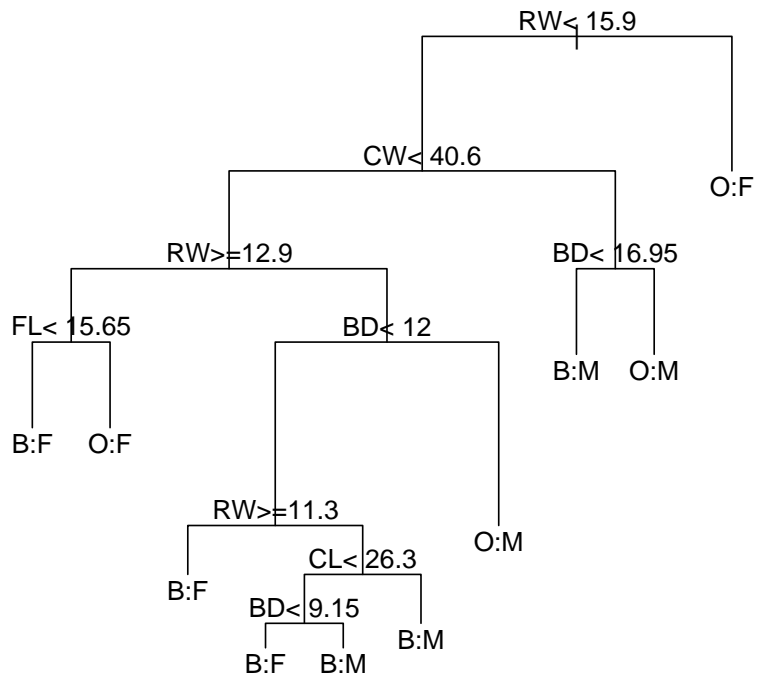 RW< 15.9
CW< 40.6
O:F
RW>=12.9
BD< 16.95
FL< 15.65
BD< 12
B:M
O:M
B:F
O:F
RW>=11.3
O:M
CL< 26.3
B:F
BD< 9.15
B:M
B:F
B:M